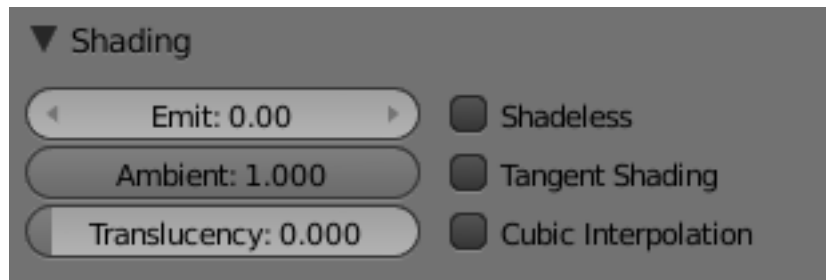 Shading
Emit: 0.00 Shadeless
Ambient: 1.000 Tangent Shading
Translucency: 0.000 Cubic Interpolation